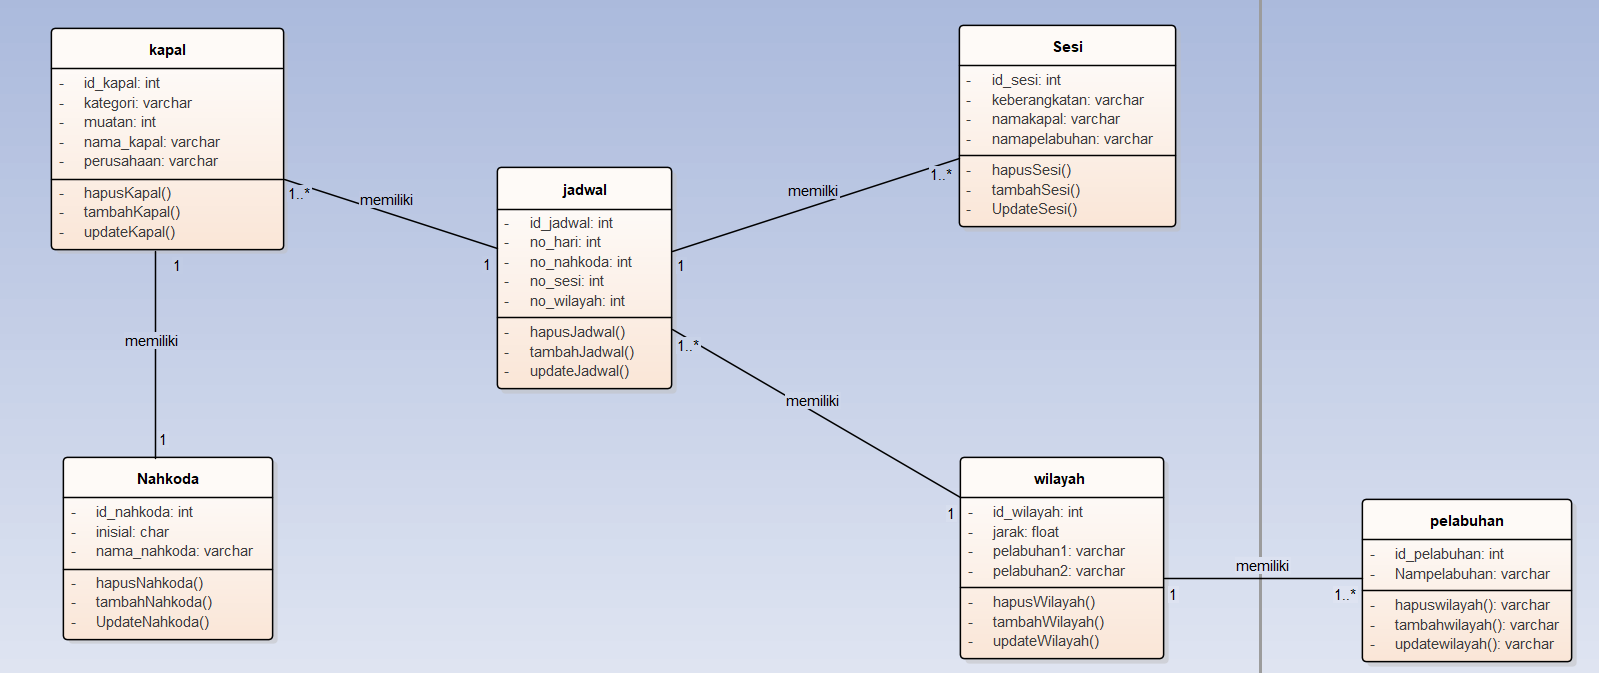 kapal
- id_kapal: int
- kategori: varchar
- muatan: int
- nama_kapal: varchar
- perusahaan: varchar
- hapusKapal()
- tambahKapal()
- updateKapal()
1..*
memiliki
1
1
memiliki
1
Nahkoda
- id_nahkoda: int
- inisial: char
- nama_nahkoda: varchar
- hapusNahkoda()
- tambahNahkoda()
- UpdateNahkoda()
jadwal
- id_jadwal: int
- no_hari: int
- no_nahkoda: int
- no_sesi: int
- no_wilayah: int
- hapusJadwal()
- tambahJadwal()
- updateJadwal()
1
memilki
1..*
Sesi
- id_sesi: int
- keberangkatan: varchar
- namakapal: varchar
- namapelabuhan: varchar
- hapusSesi()
- tambahSesi()
- UpdateSesi()
1..*
memiliki
1
wilayah
- id_wilayah: int
- jarak: float
- pelabuhan1: varchar
- pelabuhan2: varchar
- hapusWilayah()
- tambahWilayah()
- updateWilayah()
memiliki
1
1..*
pelabuhan
- id_pelabuhan: int
- Nampelabuhan: varchar
- hapuswilayah(): varchar
- tambahwilayah(): varchar
- updatewilayah(): varchar